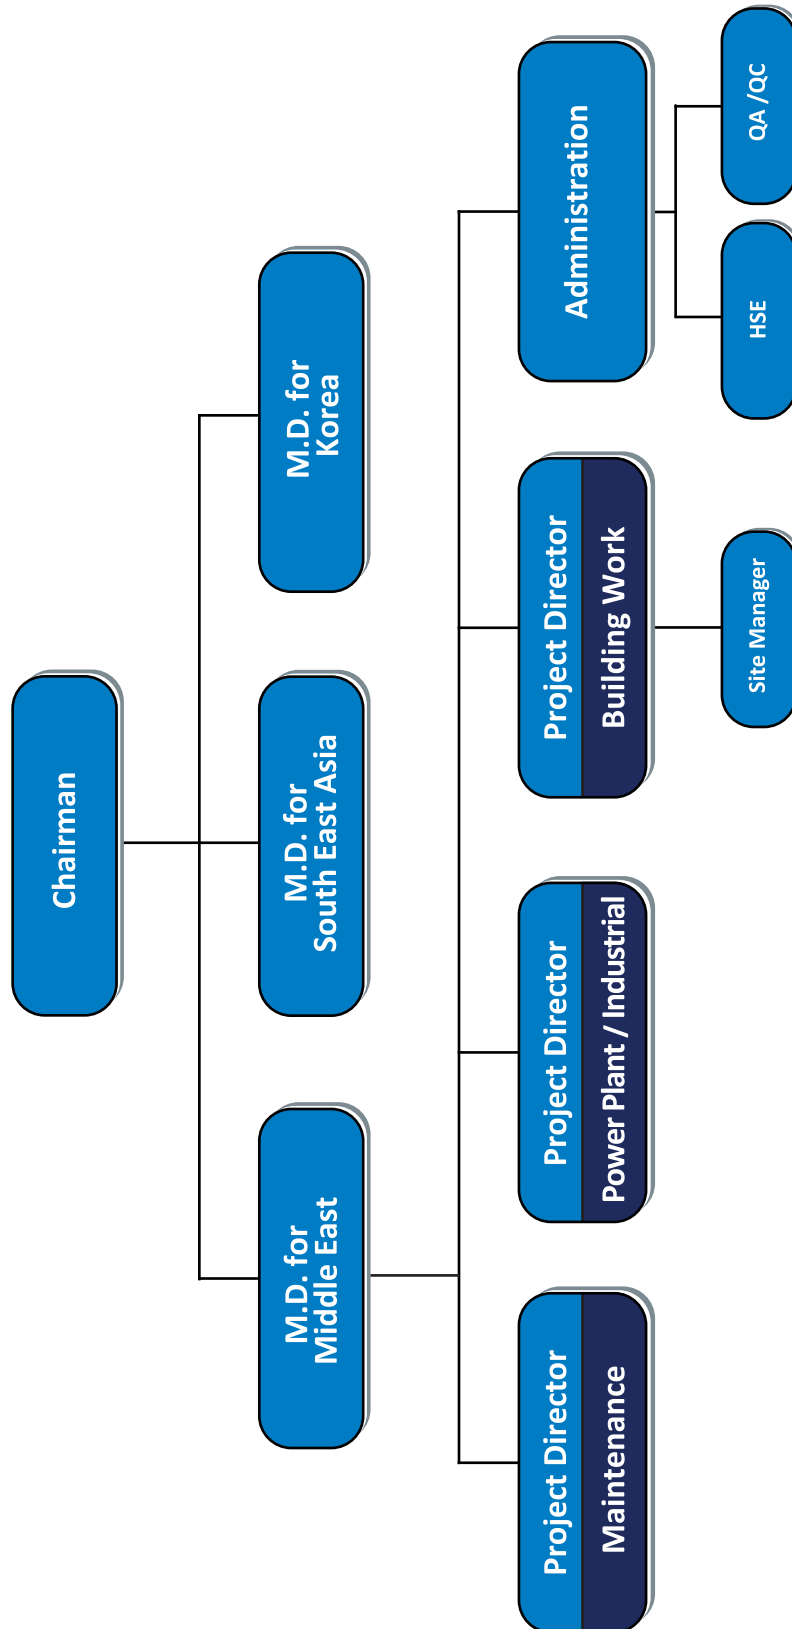 Chairman
M.D. for
Middle East
M.D. for
South East Asia
M.D. for
Korea
Project Director
Maintenance
Project Director
Power Plant / Industrial
Project Director
Building Work
Administration
Site Manager
HSE
QA /QC